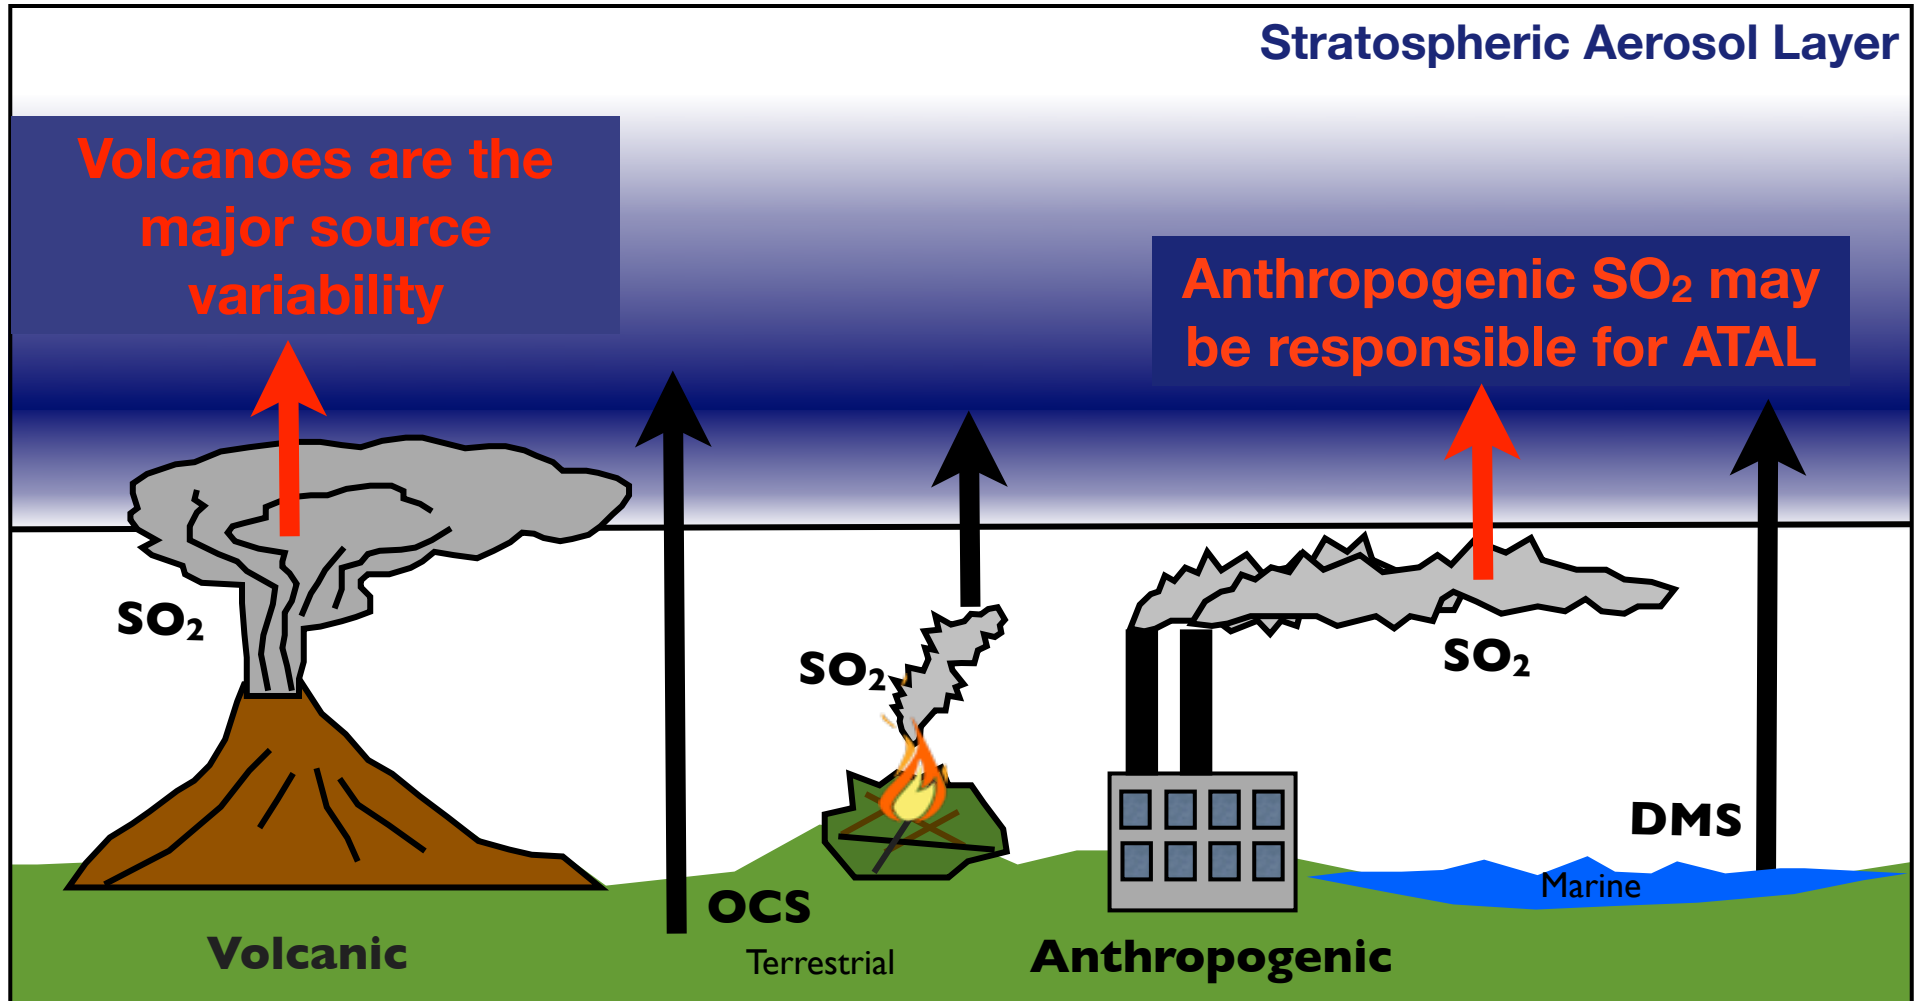 Stratospheric Aerosol Layer
Volcanoes are the
major source
variability
Anthropogenic SO₂ may
be responsible for ATAL
SO₂
SO₂
SO₂
DMS
Marine
OCS
Volcanic
Terrestrial
Anthropogenic